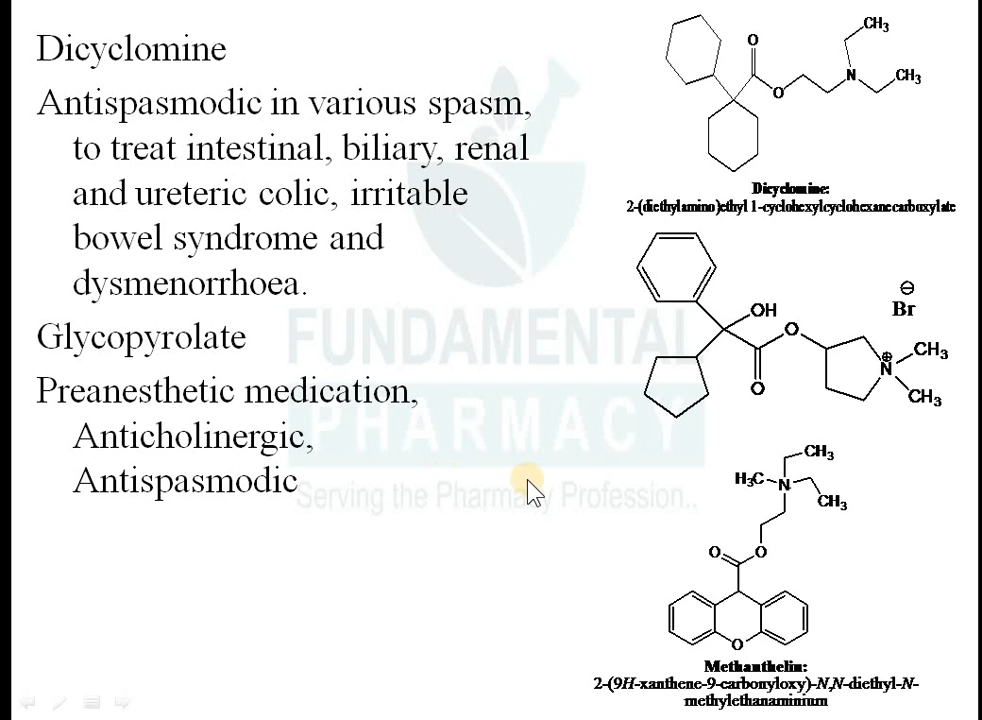 Dicyclomine
Antispasmodic in various spasm,
to treat intestinal, biliary, renal
and ureteric colic, irritable
bowel syndrome and
dysmenorrhoea.
Glycopyrolate
Preanesthetic medication,
Anticholinergic,
Antispasmodic
FUNDAMENTAL
PHARMACY
Serving the Pharmacy Profession..
CH3
O
O
N
CH3
Dicyclomine:
2-(diethylamino)ethyl 1-cyclohexylcyclohexanecarboxylate
OH
O
O
⊖
Br
⊕
N
CH3
CH3
CH3
H3C
N
CH3
O
O
O
Methanthelin:
2-(9H-xanthene-9-carbonyloxy)-N,N-diethyl-N-
methylethanaminium